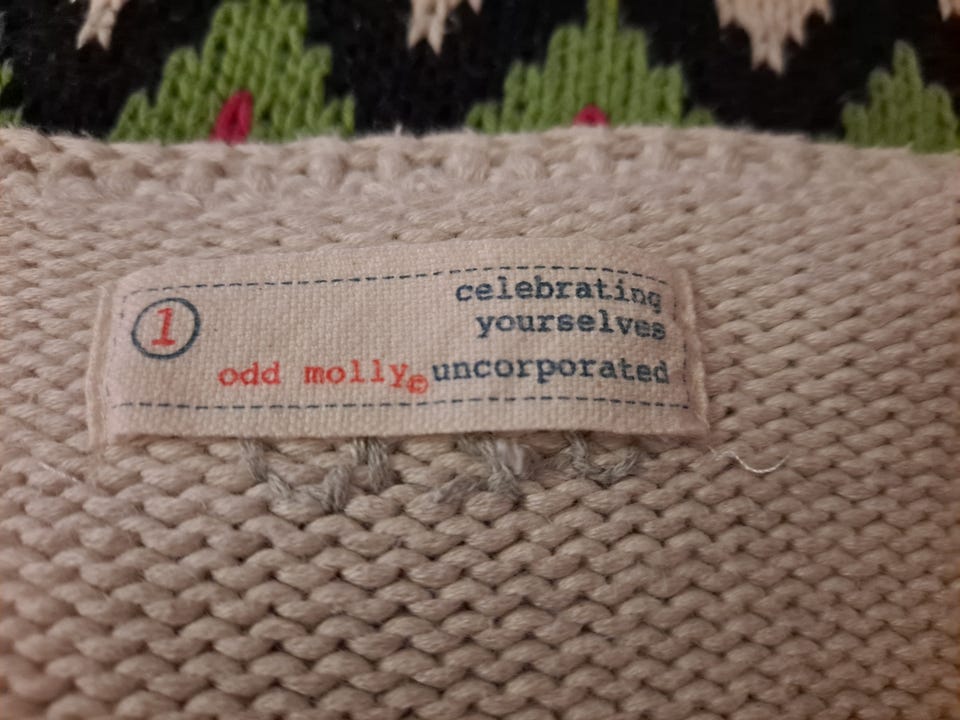 celebrating
1 yourselves
odd molly© uncorporated